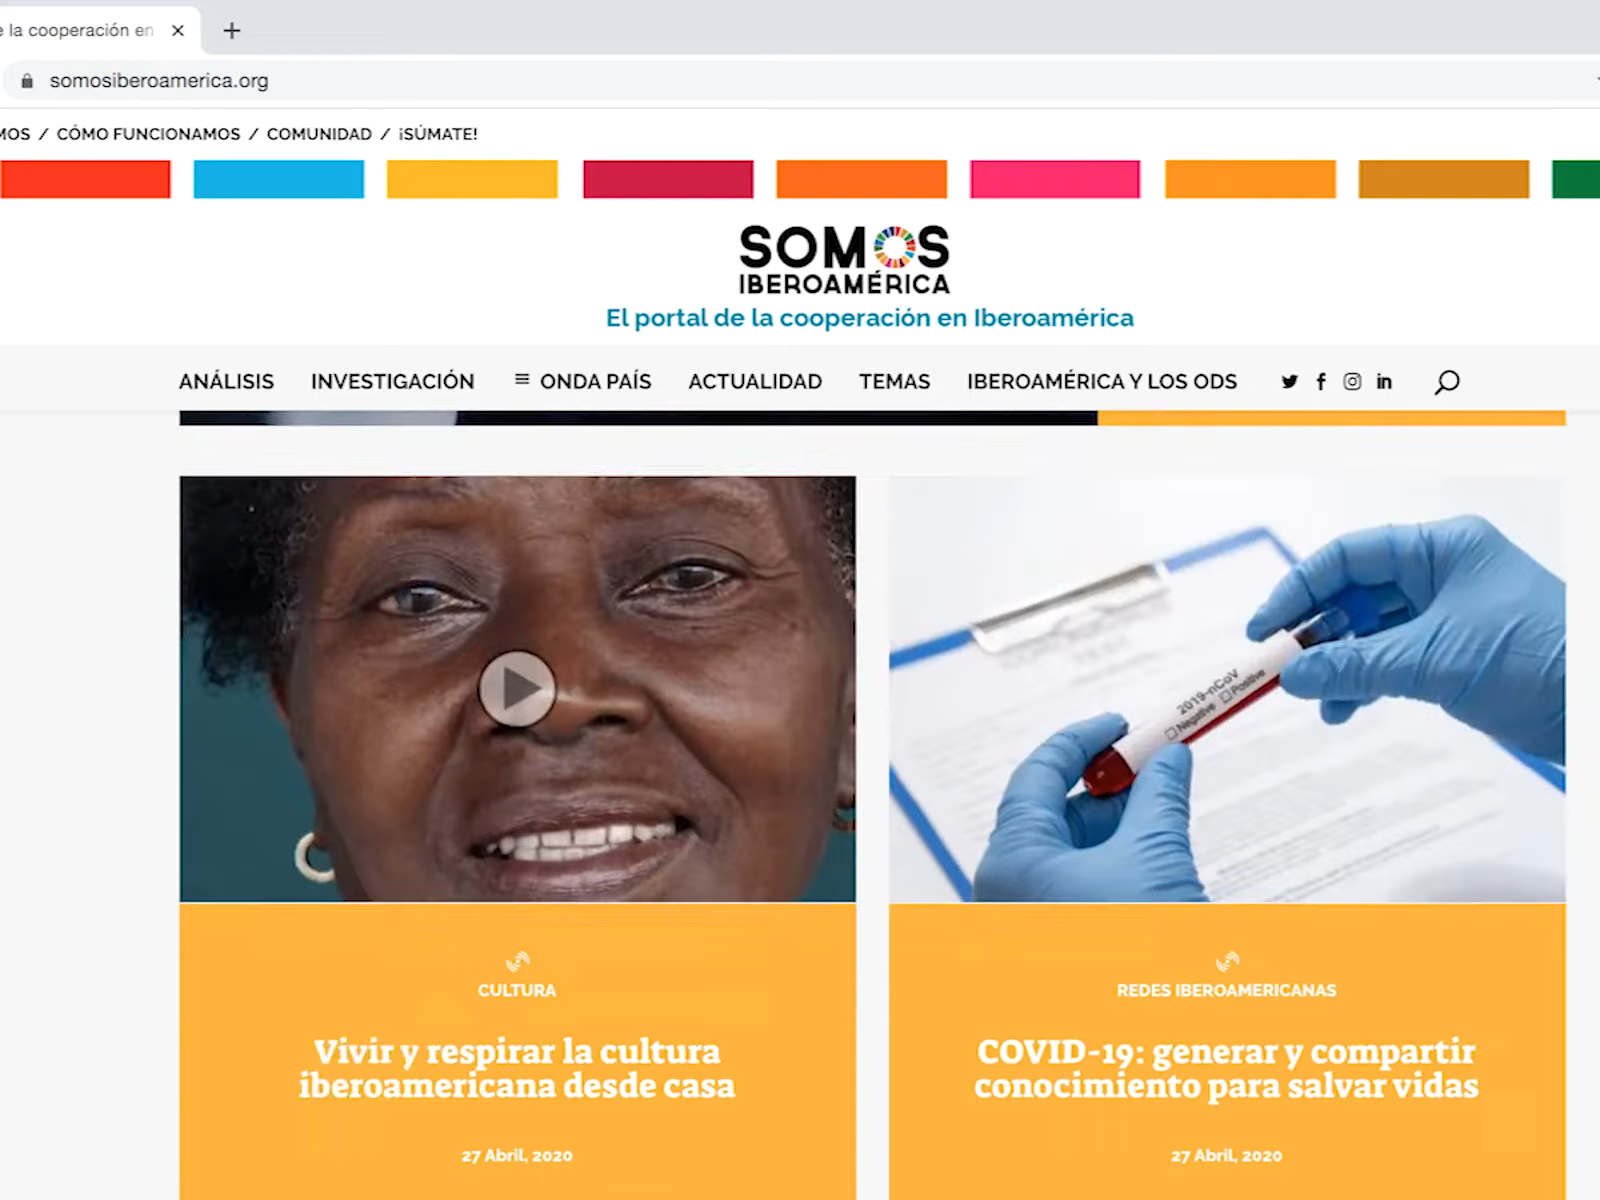 e la cooperación en
somosiberoamerica.org
MOS / CÓMO FUNCIONAMOS / COMUNIDAD / ¡SÚMATE!
SOMOS
IBEROAMÉRICA
El portal de la cooperación en Iberoamérica
ANÁLISIS INVESTIGACIÓN ONDA PAÍS ACTUALIDAD TEMAS IBEROAMÉRICA Y LOS ODS
2019-nCoV
Negative Positive
CULTURA
Vivir y respirar la cultura
iberoamericana desde casa
27 Abril, 2020
REDES IBEROAMERICANAS
COVID-19: generar y compartir
conocimiento para salvar vidas
27 Abril, 2020